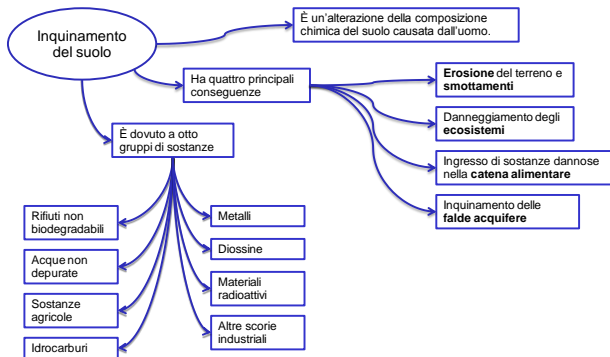 Inquinamento
del suolo
È un'alterazione della composizione
chimica del suolo causata dall'uomo.
Ha quattro principali
conseguenze
Erosione del terreno e
smottamenti
Danneggiamento degli
ecosistemi
Ingresso di sostanze dannose
nella catena alimentare
Inquinamento delle
falde acquifere
È dovuto a otto
gruppi di sostanze
Rifiuti non
biodegradabili
Acque non
depurate
Sostanze
agricole
Idrocarburi
Metalli
Diossine
Materiali
radioattivi
Altre scorie
industriali